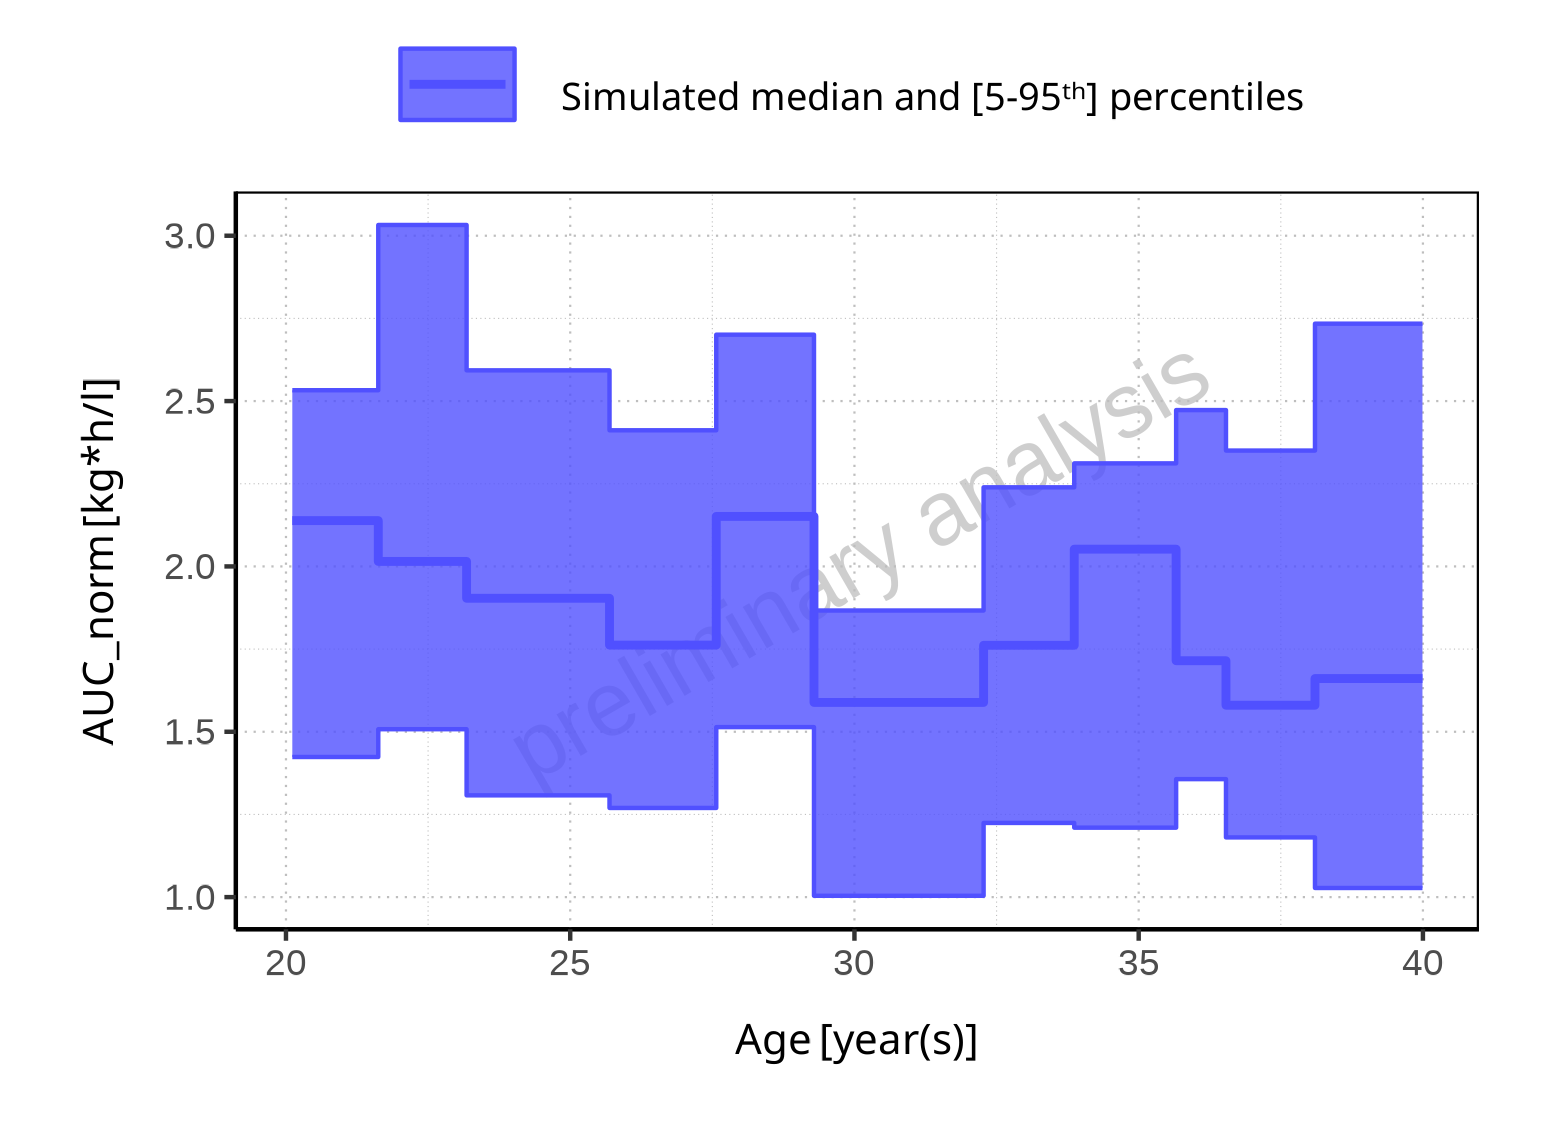 Simulated median and [5-95ᵗʰ] percentiles
3.0
2.5
2.0
1.5
1.0
AUC_norm [kg*h/l]
preliminary analysis
20 25 30 35 40
Age [year(s)]